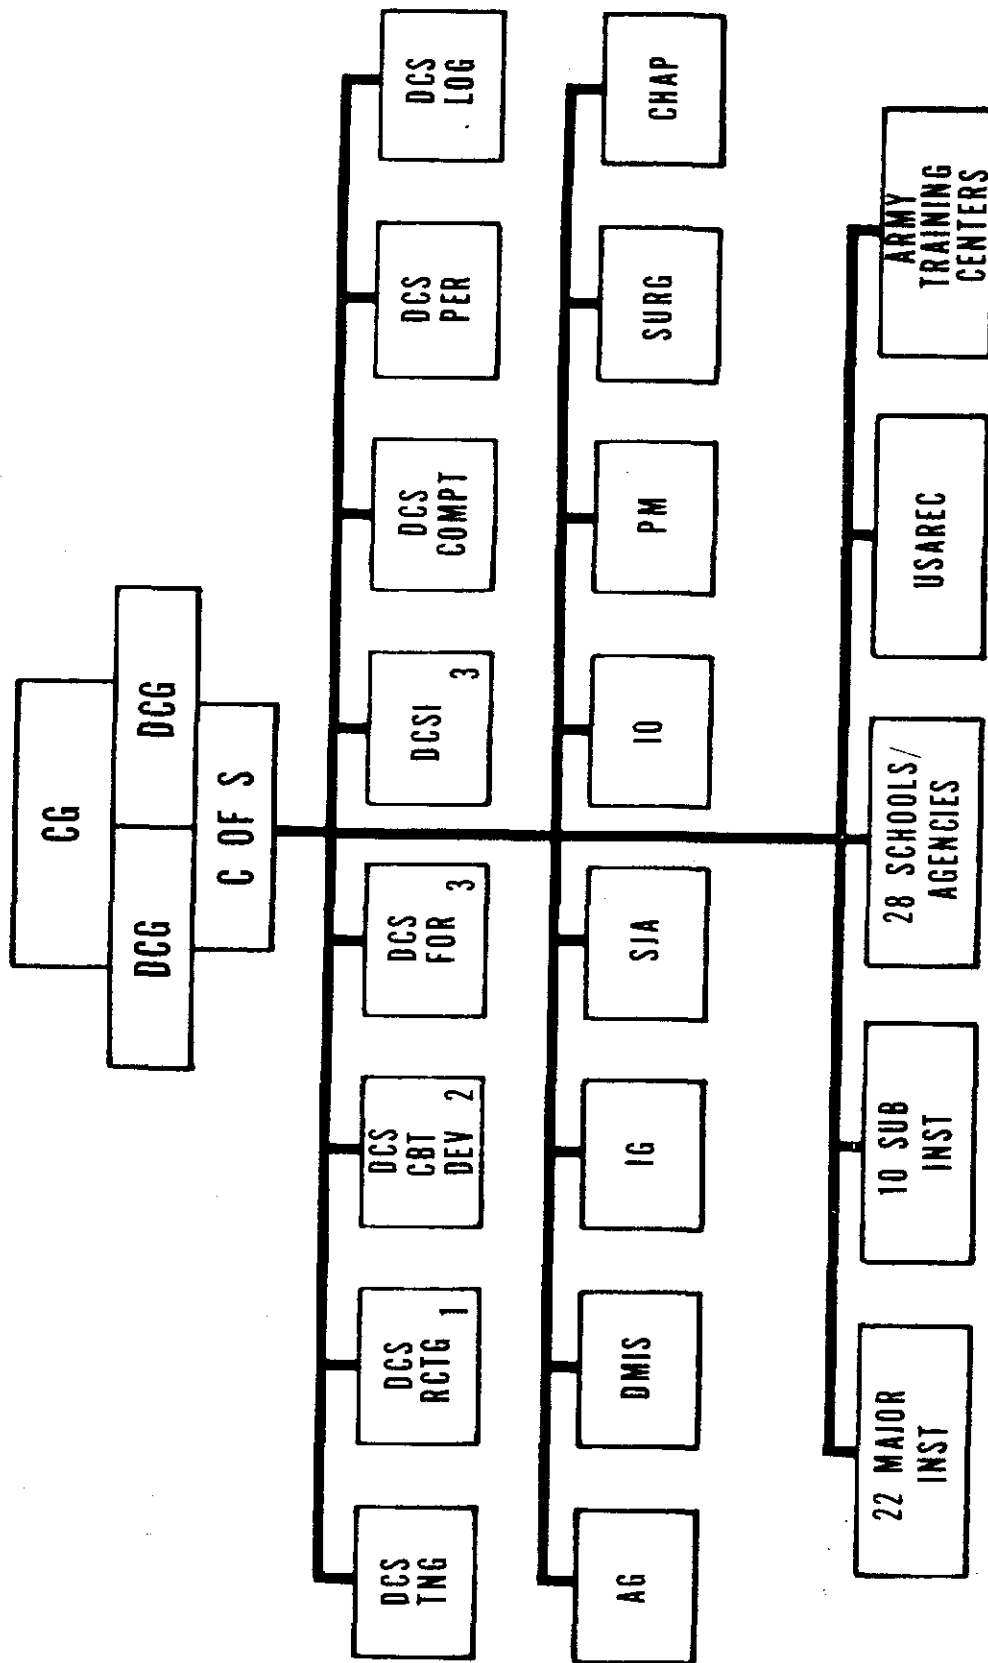 CG
DCG
DCG
C OF S
DCS
TNG
DCS
RCTG
1
DCS
CBT
DEV
2
DCS
FOR
3
DCSI
3
DCS
COMPT
DCS
PER
DCS
LOG
AG
DMIS
IG
SJA
IO
PM
SURG
CHAP
22 MAJOR
INST
10 SUB
INST
28 SCHOOLS/
AGENCIES
USAREC
ARMY
TRAINING
CENTERS